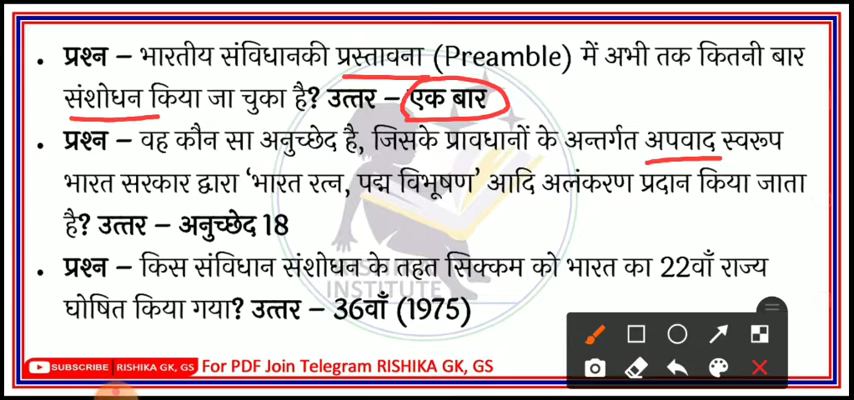 • प्रश्न – भारतीय संविधानकी प्रस्तावना (Preamble) में अभी तक कितनी बार
संशोधन किया जा चुका है? उत्तर – एक बार
• प्रश्न – वह कौन सा अनुच्छेद है, जिसके प्रावधानों के अन्तर्गत अपवाद स्वरूप
भारत सरकार द्वारा ‘भारत रत्न, पद्म विभूषण’ आदि अलंकरण प्रदान किया जाता
है? उत्तर – अनुच्छेद 18
• प्रश्न – किस संविधान संशोधन के तहत सिक्कम को भारत का 22वाँ राज्य
घोषित किया गया? उत्तर – 36वाँ (1975)
INSTITUTE
SUBSCRIBE RISHIKA GK, GS For PDF Join Telegram RISHIKA GK, GS